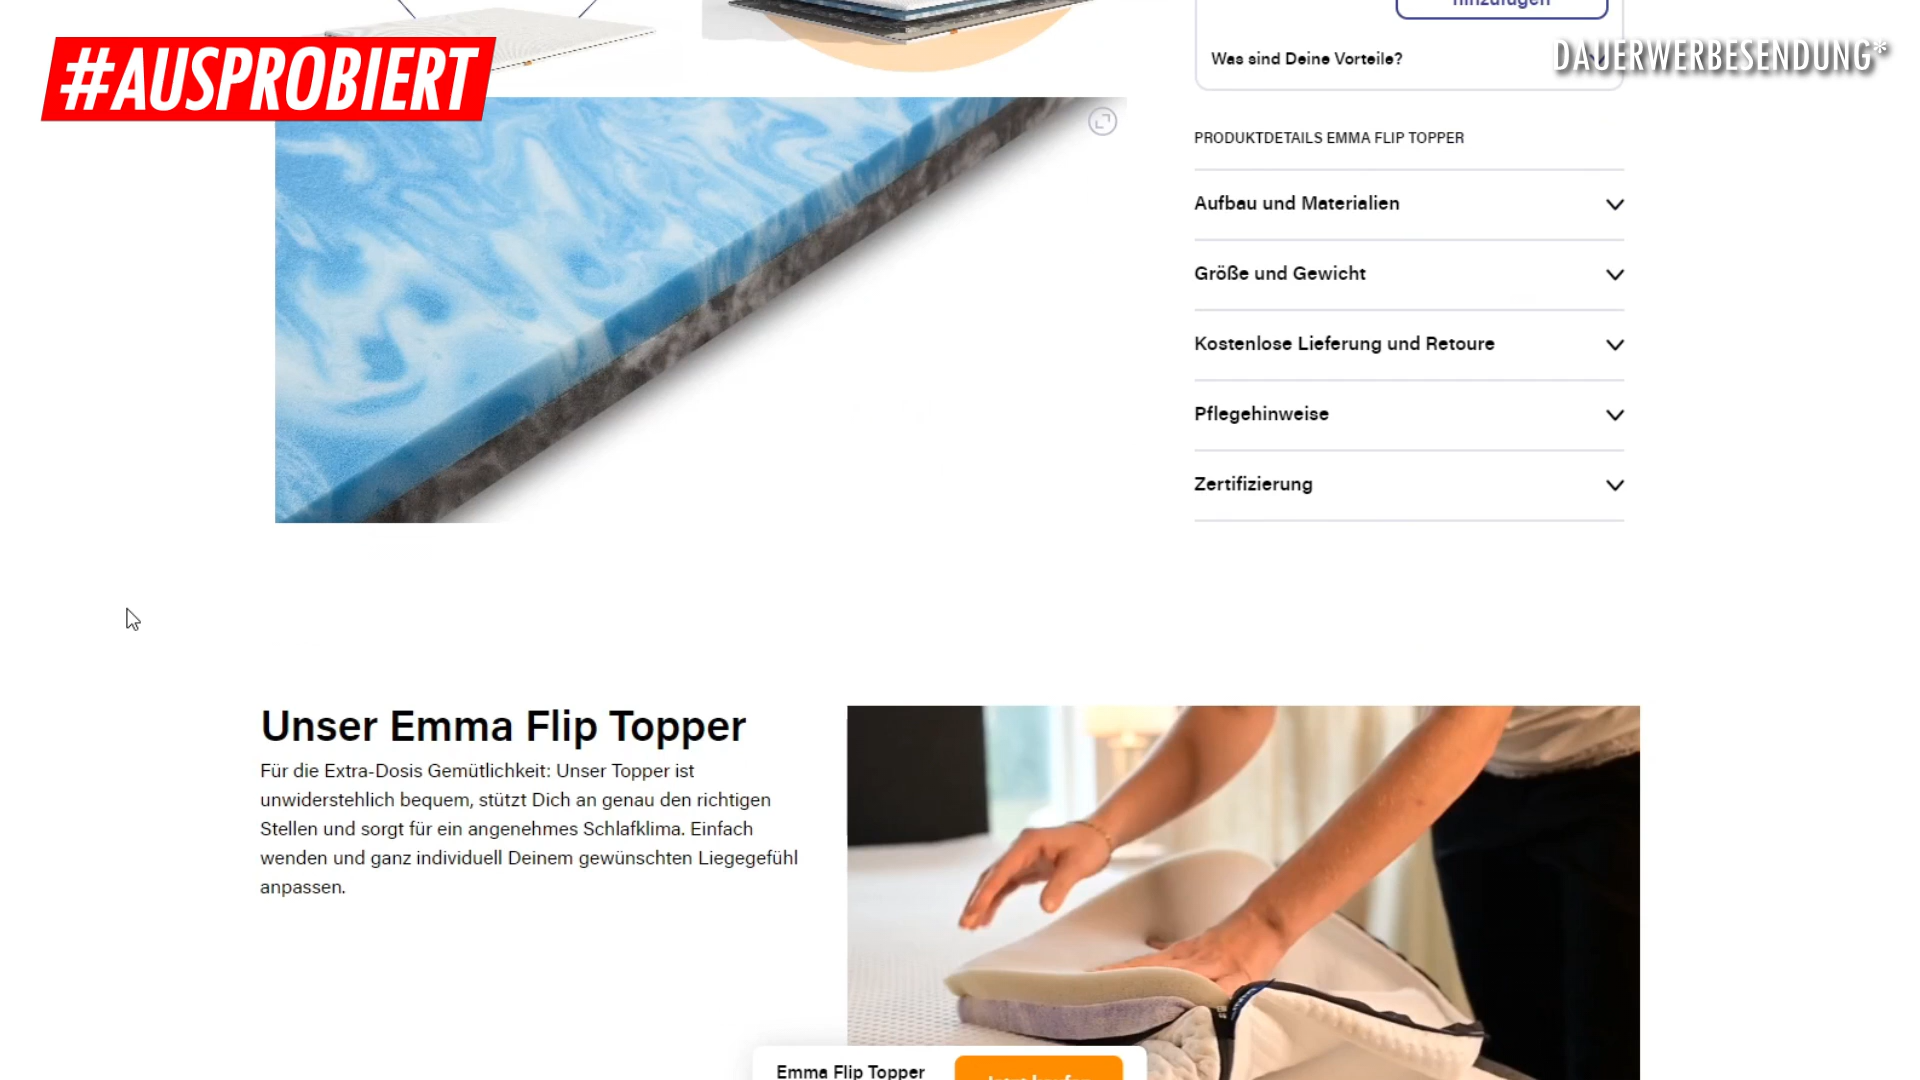 #AUSPROBIERT
DAUERWERBESENDUNG*
hinzufügen
Was sind Deine Vorteile?
PRODUKTDETAILS EMMA FLIP TOPPER
Aufbau und Materialien
Größe und Gewicht
Kostenlose Lieferung und Retoure
Pflegehinweise
Zertifizierung
Unser Emma Flip Topper
Für die Extra-Dosis Gemütlichkeit: Unser Topper ist
unwiderstehlich bequem, stützt Dich an genau den richtigen
Stellen und sorgt für ein angenehmes Schlafklima. Einfach
wenden und ganz individuell Deinem gewünschten Liegegefühl
anpassen.
Emma Flip Topper